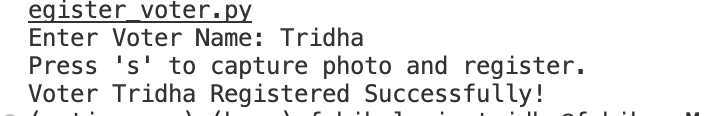 egister_voter.py
Enter Voter Name: Tridha
Press 's' to capture photo and register.
Voter Tridha Registered Successfully!